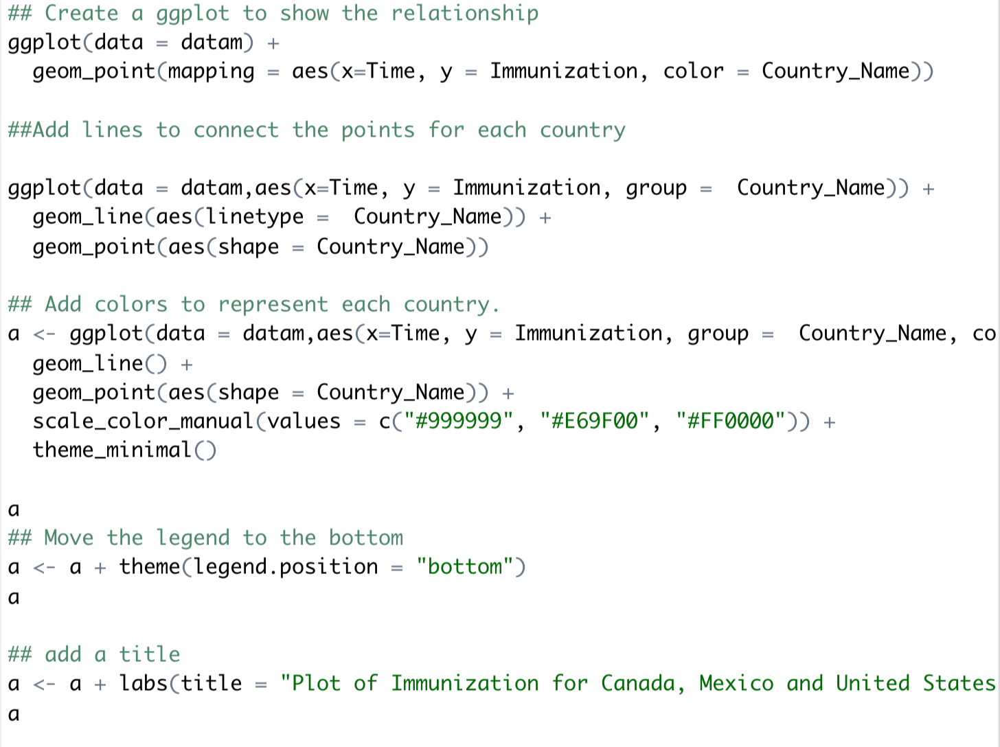 ## Create a ggplot to show the relationship
ggplot(data = datam) +
  geom_point(mapping = aes(x=Time, y = Immunization, color = Country_Name))
##Add lines to connect the points for each country
ggplot(data = datam,aes(x=Time, y = Immunization, group =  Country_Name)) +
  geom_line(aes(linetype =  Country_Name)) +
  geom_point(aes(shape = Country_Name))
## Add colors to represent each country.
a <- ggplot(data = datam,aes(x=Time, y = Immunization, group =  Country_Name, co
  geom_line() +
  geom_point(aes(shape = Country_Name)) +
  scale_color_manual(values = c("#999999", "#E69F00", "#FF0000")) +
  theme_minimal()
a
## Move the legend to the bottom
a <- a + theme(legend.position = "bottom")
a
## add a title
a <- a + labs(title = "Plot of Immunization for Canada, Mexico and United States
a